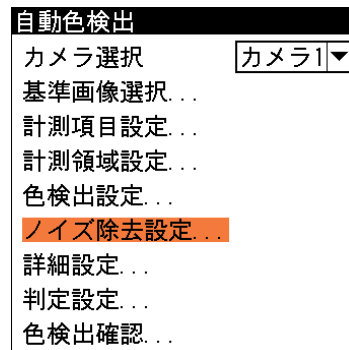 自動色検出
カメラ選択 カメラ1▼
基準画像選択...
計測項目設定...
計測領域設定...
色検出設定...
ノイズ除去設定...
詳細設定...
判定設定...
色検出確認...